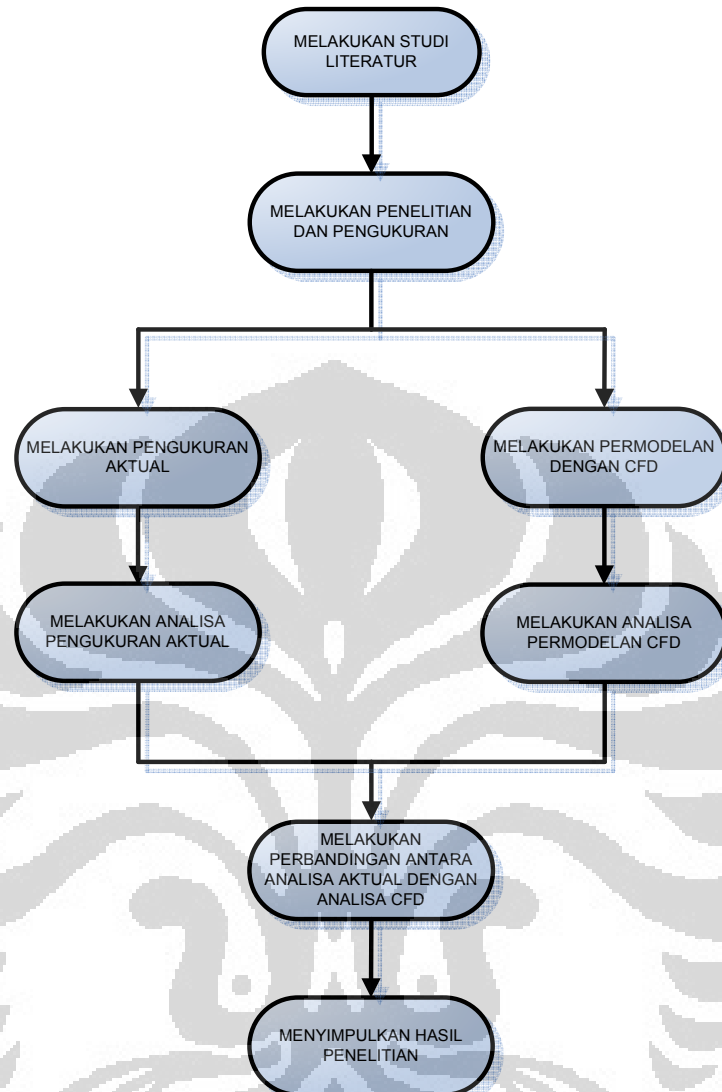 MELAKUKAN STUDI
LITERATUR
MELAKUKAN PENELITIAN
DAN PENGUKURAN
MELAKUKAN PENGUKURAN
AKTUAL
MELAKUKAN PERMODELAN
DENGAN CFD
MELAKUKAN ANALISA
PENGUKURAN AKTUAL
MELAKUKAN ANALISA
PERMODELAN CFD
MELAKUKAN
PERBANDINGAN ANTARA
ANALISA AKTUAL DENGAN
ANALISA CFD
MENYIMPULKAN HASIL
PENELITIAN